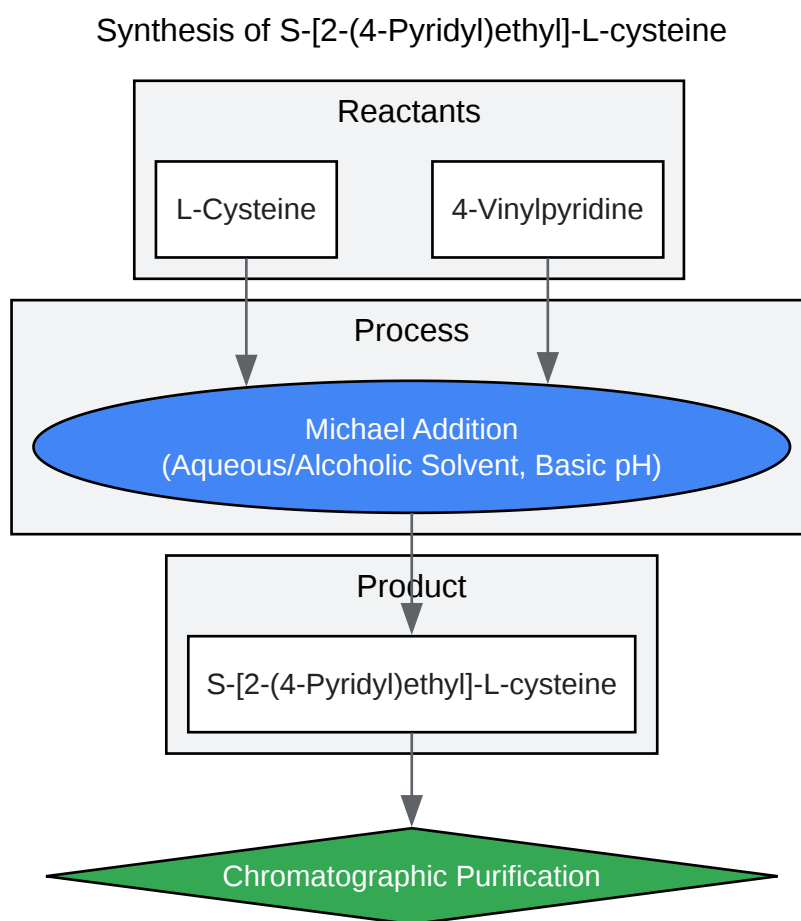 Synthesis of S-[2-(4-Pyridyl)ethyl]-L-cysteine
Reactants
L-Cysteine
4-Vinylpyridine
Process
Michael Addition
(Aqueous/Alcoholic Solvent, Basic pH)
Product
S-[2-(4-Pyridyl)ethyl]-L-cysteine
Chromatographic Purification